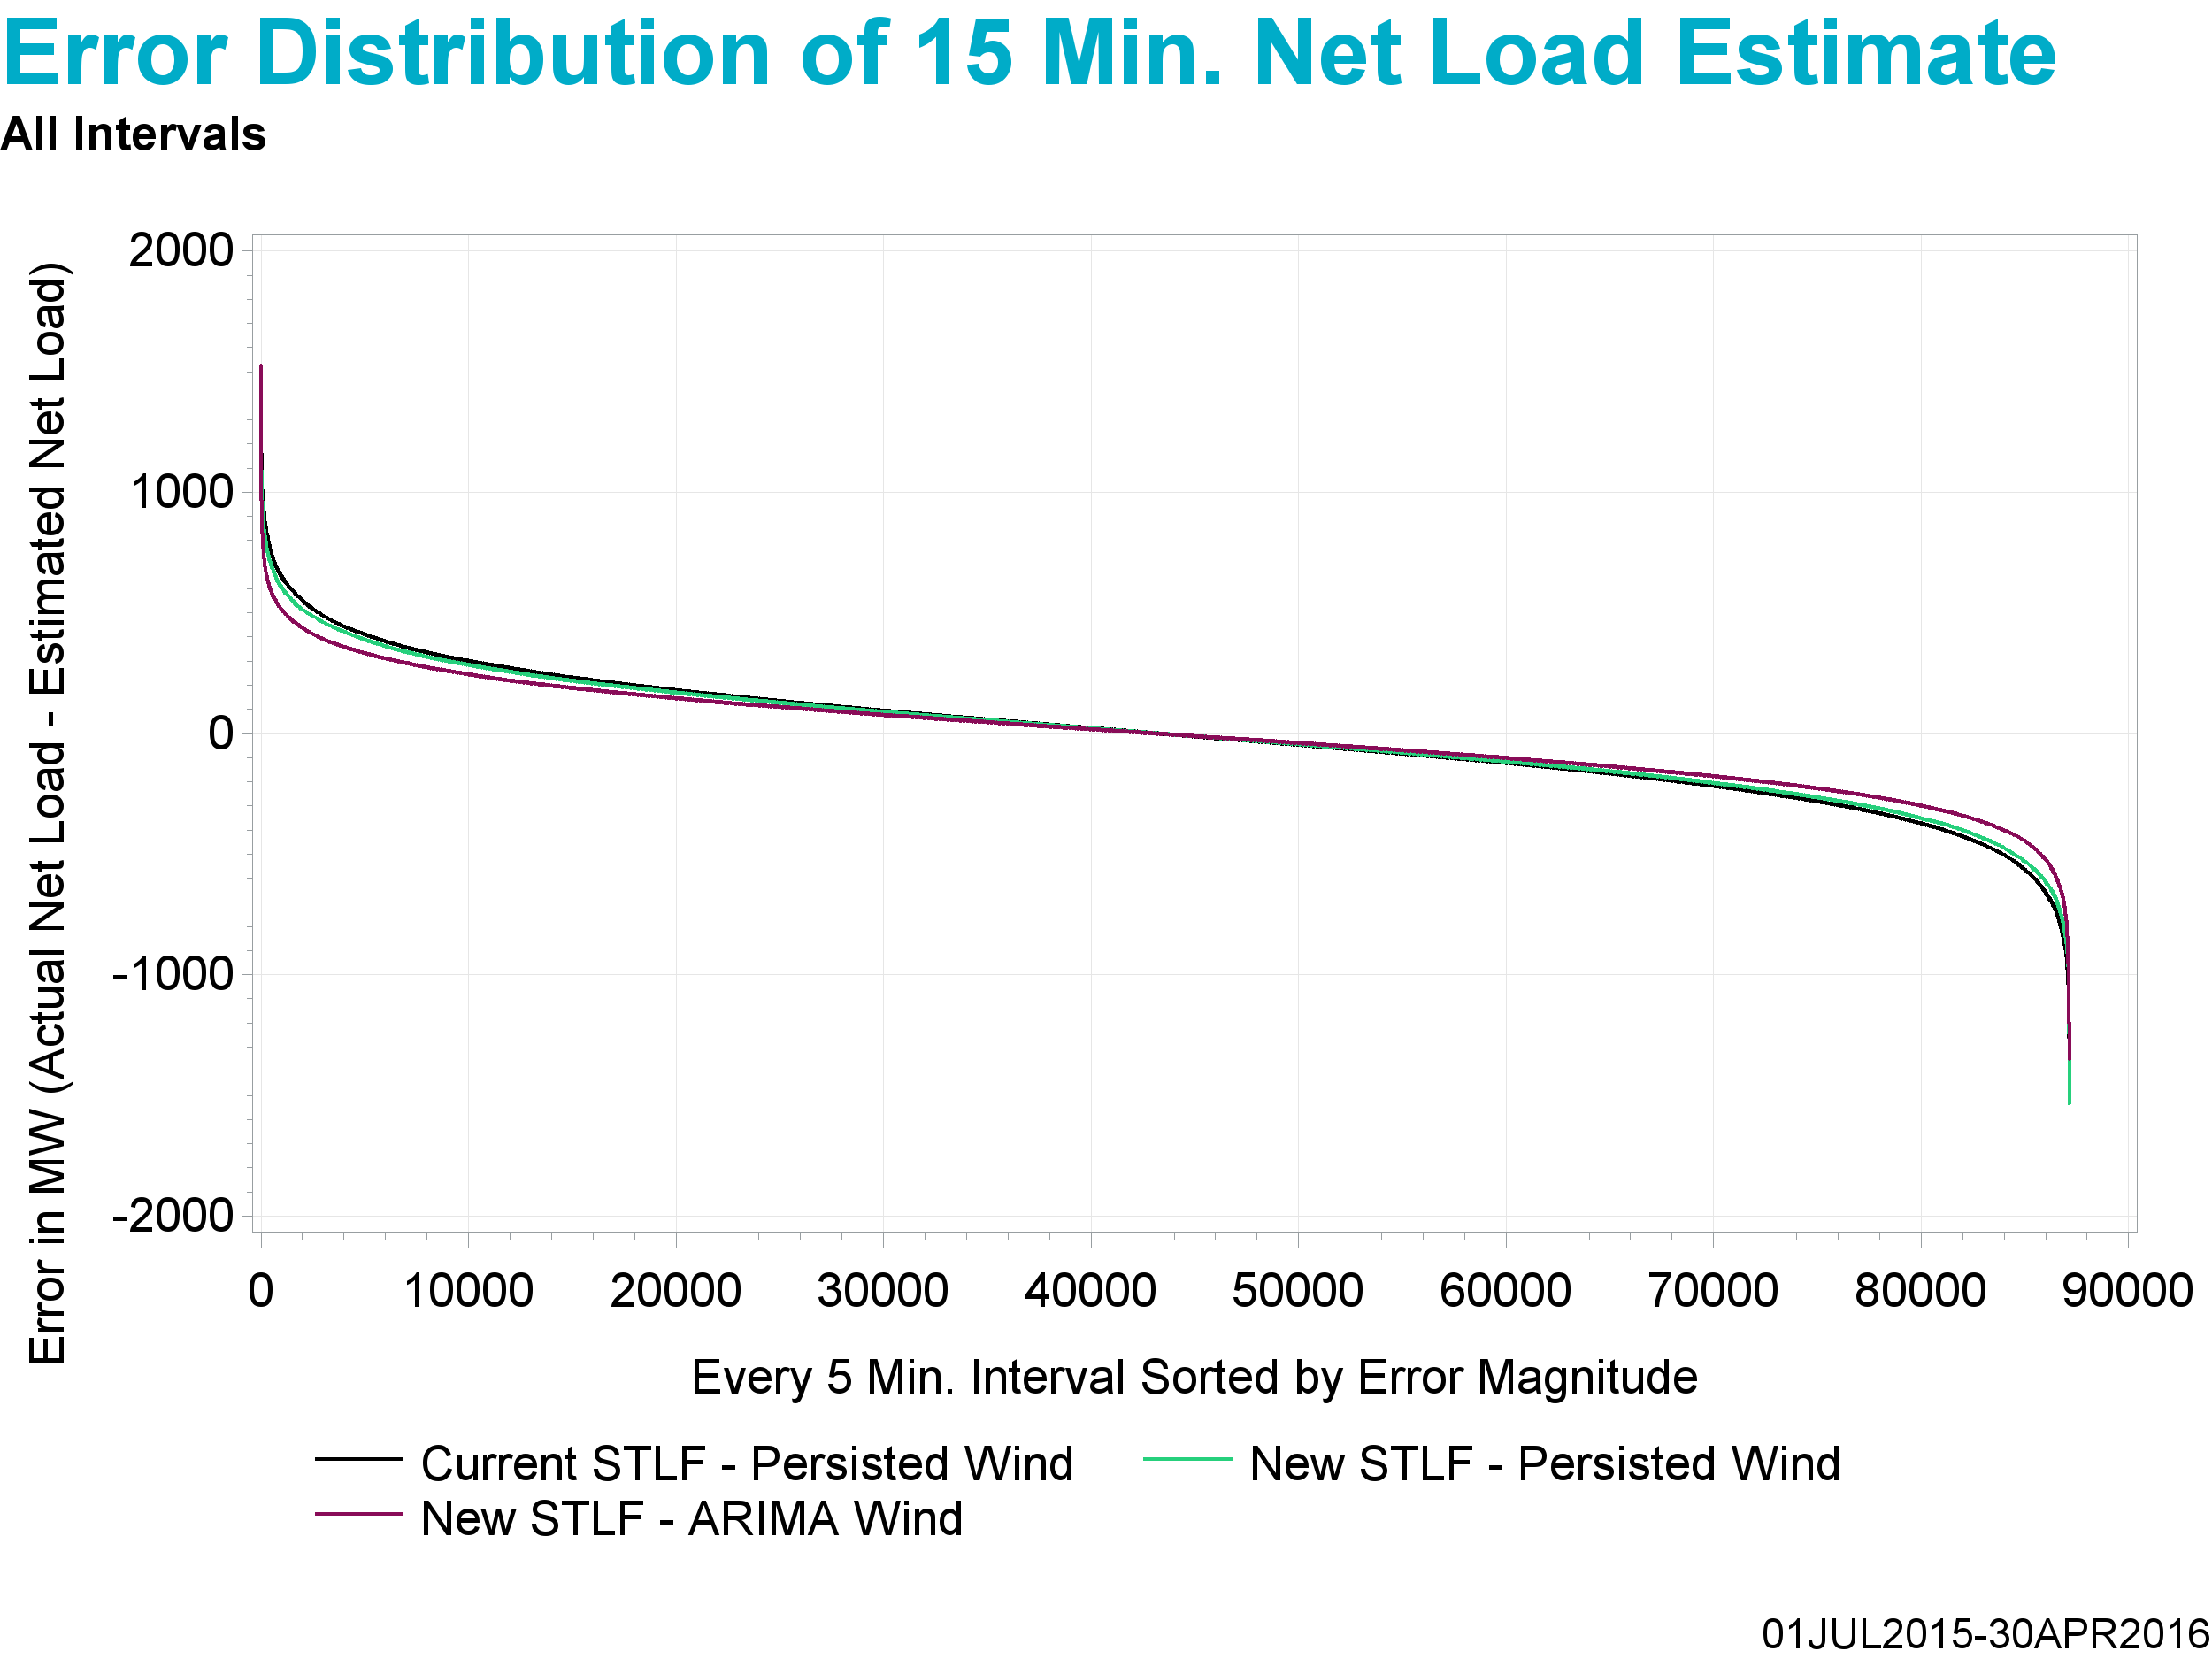 Error Distribution of 15 Min. Net Load Estimate
All Intervals
Error in MW (Actual Net Load - Estimated Net Load)
2000
1000
0
-1000
-2000
0 10000 20000 30000 40000 50000 60000 70000 80000 90000
Every 5 Min. Interval Sorted by Error Magnitude
Current STLF - Persisted Wind New STLF - Persisted Wind
New STLF - ARIMA Wind
01JUL2015-30APR2016